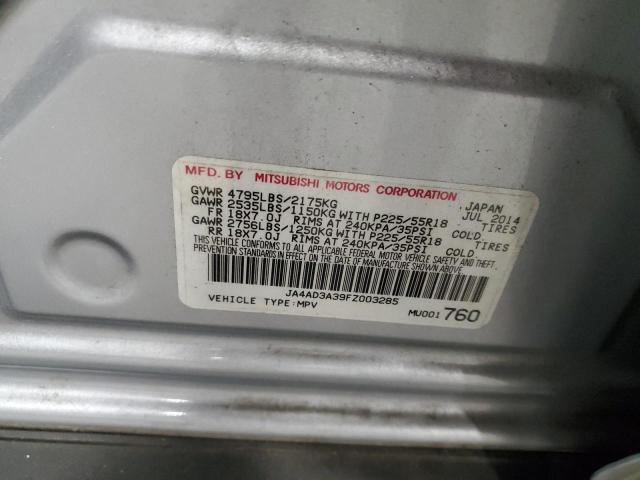 MFD. BY MITSUBISHI MOTORS CORPORATION
GVWR 4795LBS/2175KG JAPAN JUL 2014
GAWR 2535LBS/1150KG WITH P225/55R18 TIRES
FR 18X7.0J RIMS AT 240KPA/35PSI COLD
GAWR 2756LBS/1250KG WITH P225/55R18 TIRES
RR 18X7.0J RIMS AT 240KPA/35PSI COLD
THIS VEHICLE CONFORMS TO ALL APPLICABLE FEDERAL MOTOR VEHICLE SAFETY AND THEFT
PREVENTION STANDARDS IN EFFECT ON THE DATE OF MANUFACTURE SHOWN ABOVE.
JA4AD3A39FZ003285
VEHICLE TYPE:MPV MU001760